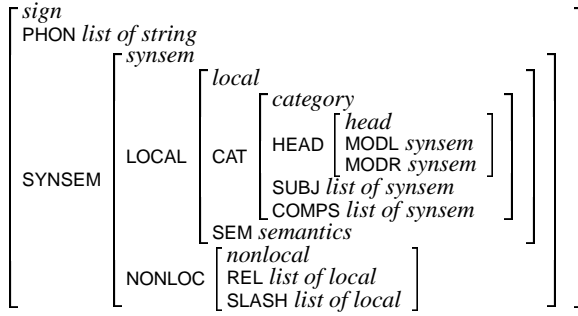 sign
PHON list of string
synsem
local
category
head
HEAD MODL synsem
MODR synsem
LOCAL CAT
SYNSEM
SUBJ list of synsem
COMPS list of synsem
SEM semantics
nonlocal
NONLOC REL list of local
SLASH list of local